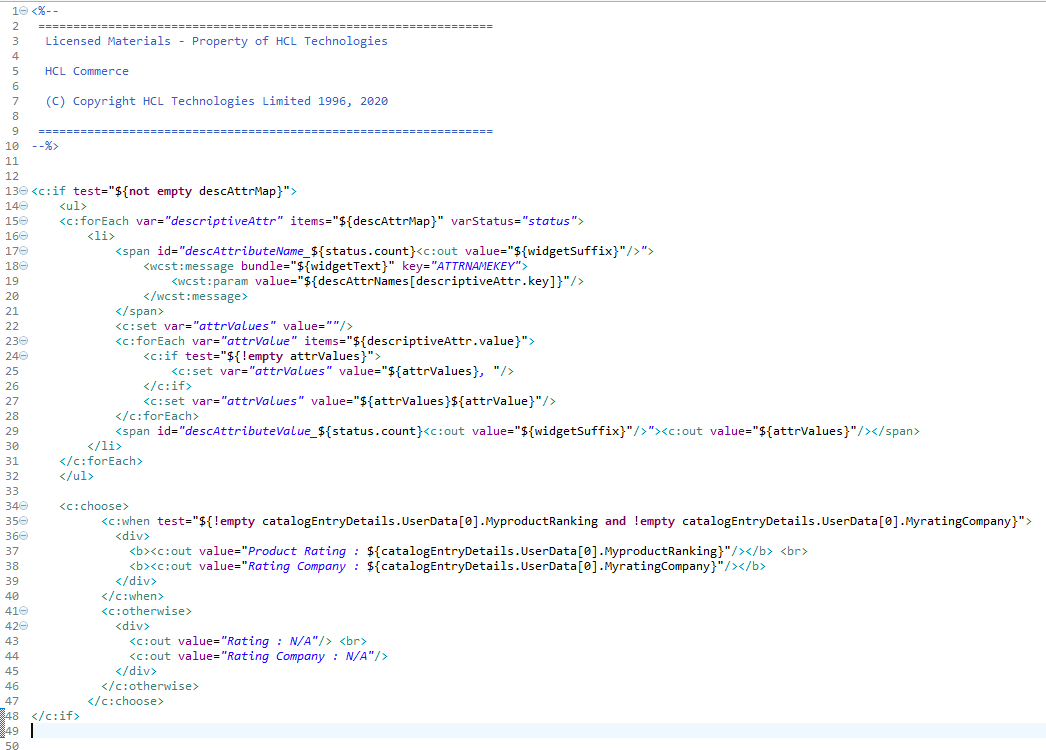 1 <%--
2 =================================================================
3 Licensed Materials - Property of HCL Technologies
4
5 HCL Commerce
6
7 (C) Copyright HCL Technologies Limited 1996, 2020
8
9 =================================================================
10 --%>
11
12
13 <c:if test="${not empty descAttrMap}">
14 <ul>
15 <c:forEach var="descriptiveAttr" items="${descAttrMap}" varStatus="status">
16 <li>
17 <span id="descAttributeName_${status.count}<c:out value="${widgetSuffix}"/>">
18 <wcst:message bundle="${widgetText}" key="ATTRNAMEKEY">
19 <wcst:param value="${descAttrNames[descriptiveAttr.key]}"/>
20 </wcst:message>
21 </span>
22 <c:set var="attrValues" value=""/>
23 <c:forEach var="attrValue" items="${descriptiveAttr.value}">
24 <c:if test="${!empty attrValues}">
25 <c:set var="attrValues" value="${attrValues}, "/>
26 </c:if>
27 <c:set var="attrValues" value="${attrValues}${attrValue}"/>
28 </c:forEach>
29 <span id="descAttributeValue_${status.count}<c:out value="${widgetSuffix}"/>"><c:out value="${attrValues}"/></span>
30 </li>
31 </c:forEach>
32 </ul>
33
34 <c:choose>
35 <c:when test="${!empty catalogEntryDetails.UserData[0].MyproductRanking and !empty catalogEntryDetails.UserData[0].MyratingCompany}">
36 <div>
37 <b><c:out value="Product Rating : ${catalogEntryDetails.UserData[0].MyproductRanking}"/></b> <br>
38 <b><c:out value="Rating Company : ${catalogEntryDetails.UserData[0].MyratingCompany}"/></b>
39 </div>
40 </c:when>
41 <c:otherwise>
42 <div>
43 <c:out value="Rating : N/A"/> <br>
44 <c:out value="Rating Company : N/A"/>
45 </div>
46 </c:otherwise>
47 </c:choose>
48 </c:if>
49
50